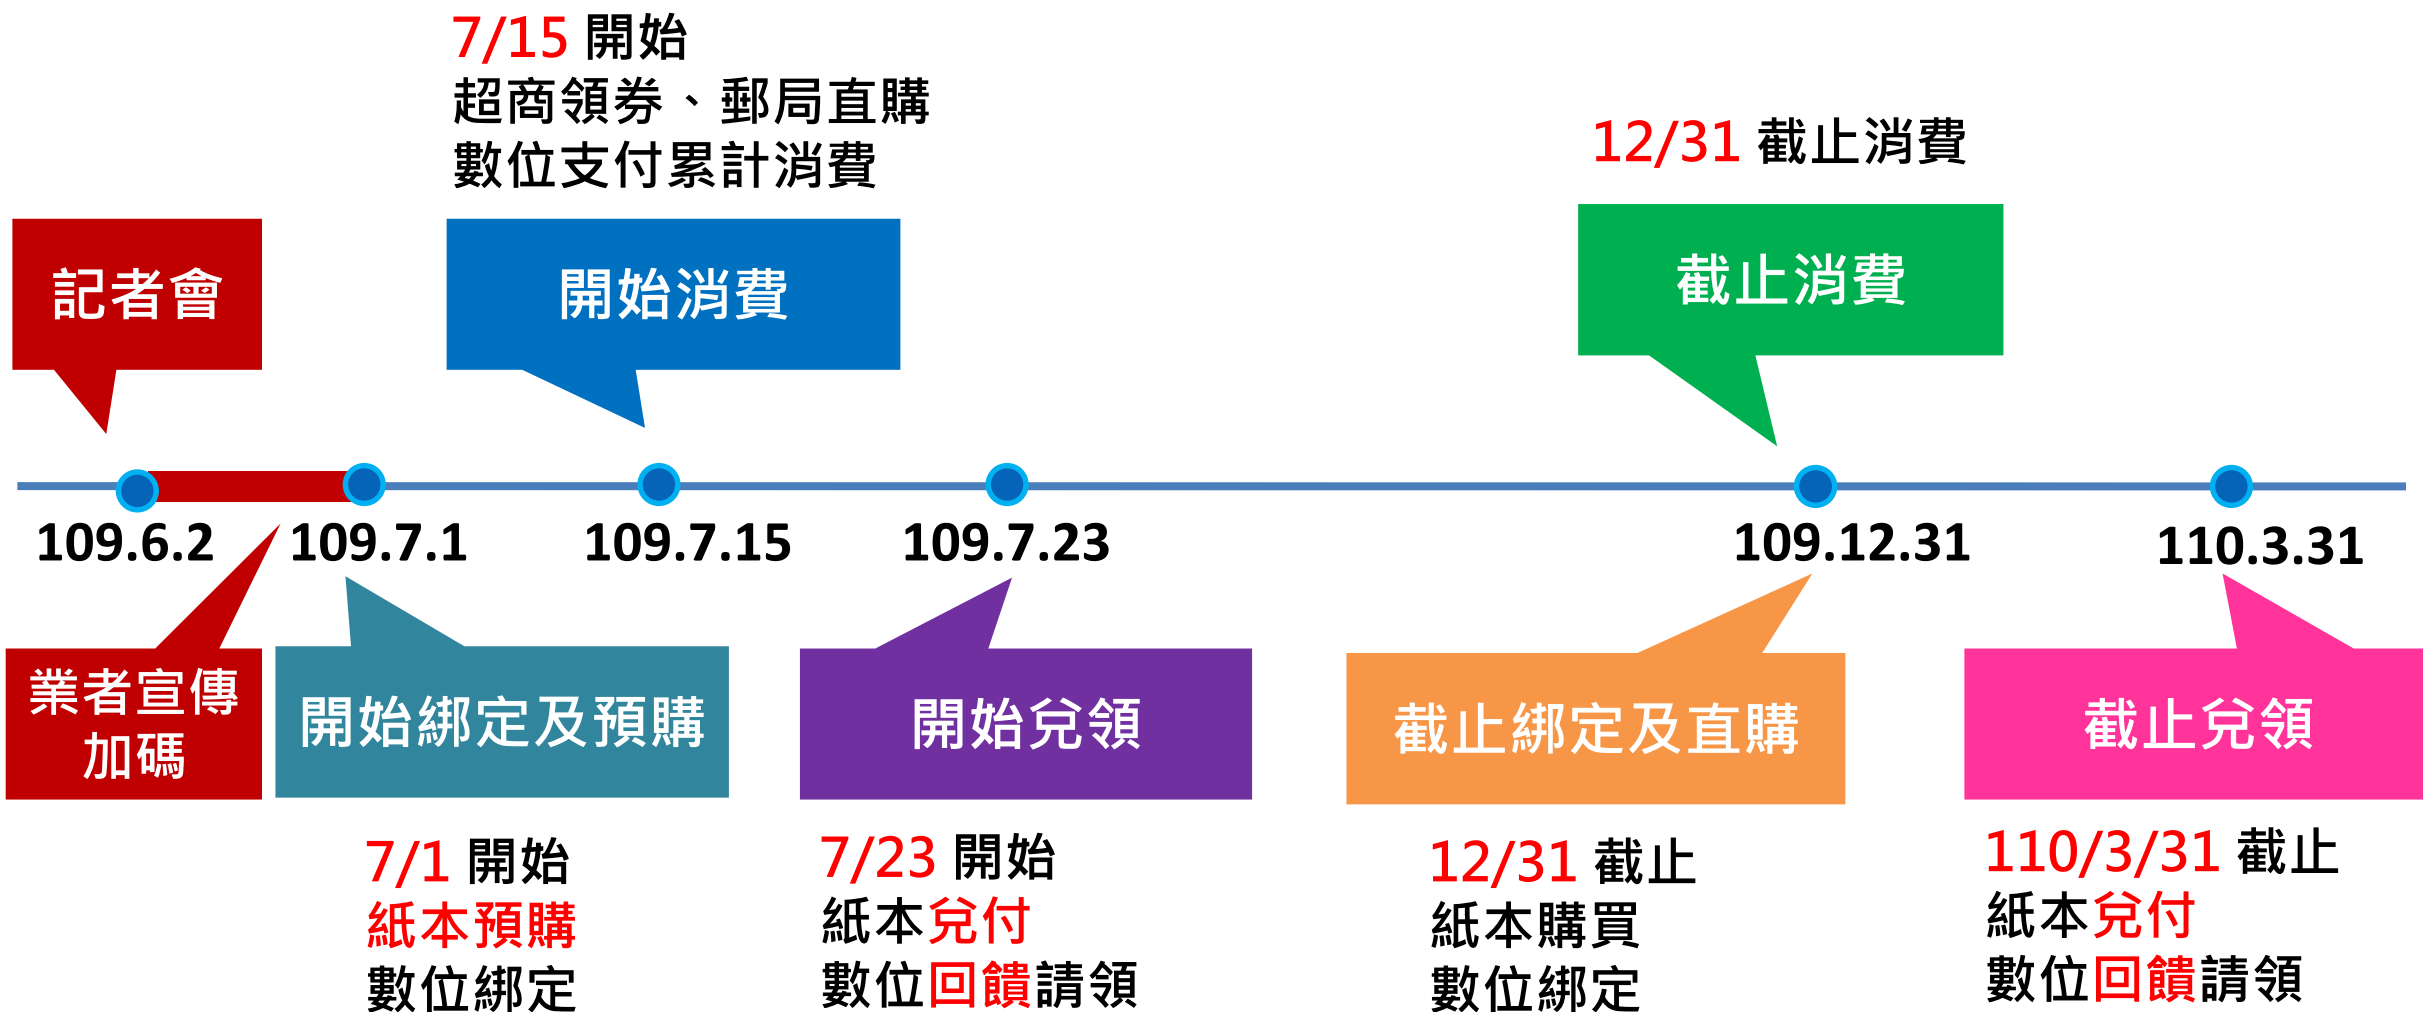 7/15 開始
超商領券、郵局直購
數位支付累計消費
12/31 截止消費
記者會
開始消費
截止消費
109.6.2
109.7.1
109.7.15
109.7.23
109.12.31
110.3.31
業者宣傳
加碼
開始綁定及預購
開始兌領
截止綁定及直購
截止兌領
7/1 開始
紙本預購
數位綁定
7/23 開始
紙本兌付
數位回饋請領
12/31 截止
紙本購買
數位綁定
110/3/31 截止
紙本兌付
數位回饋請領